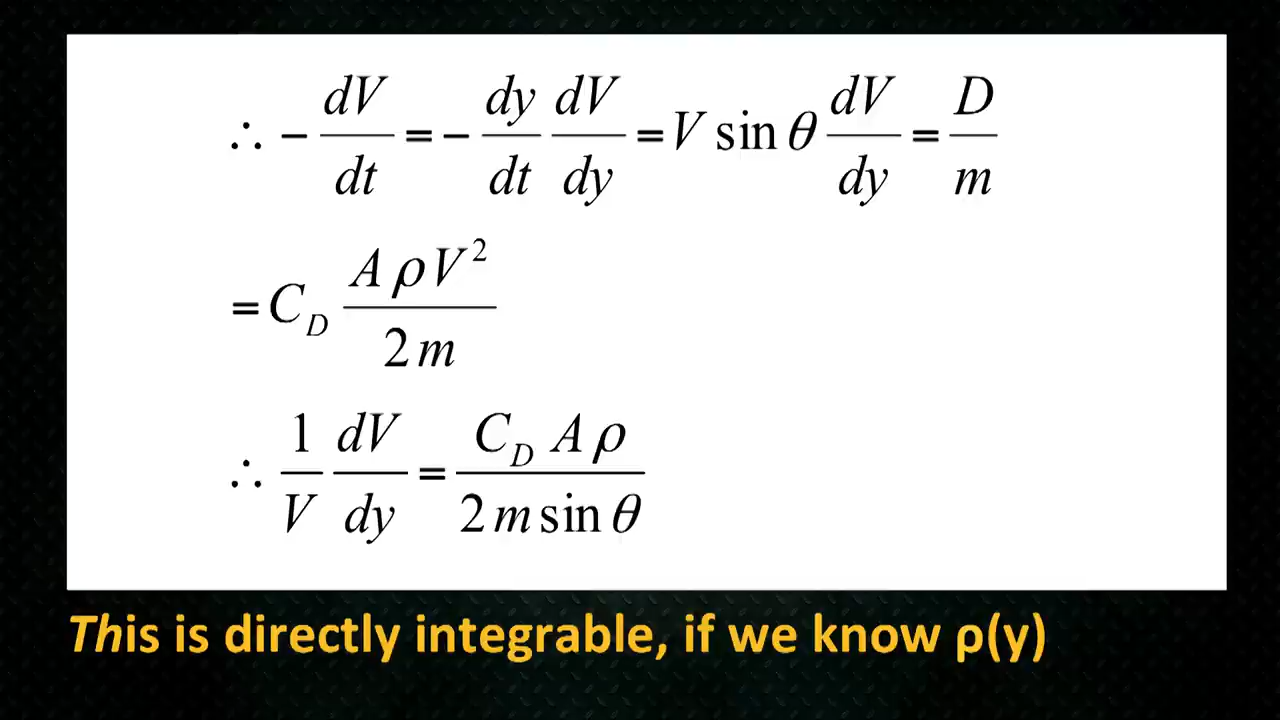 ∴ − dV/dt = − dy/dt dV/dy = V sin θ dV/dy = D/m
= C_D AρV²/2m
∴ 1/V dV/dy = C_D Aρ/2m sin θ
This is directly integrable, if we know ρ(y)